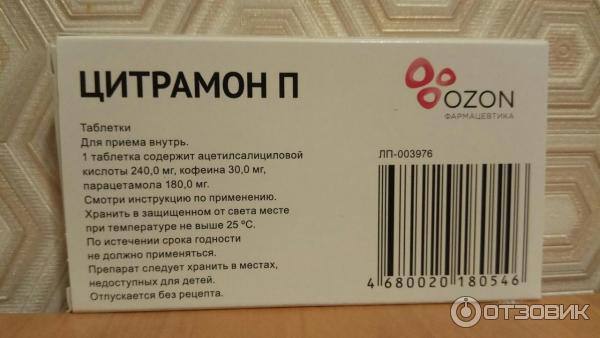 ЦИТРАМОН П
OZON
ФАРМАЦЕВТИКА
Таблетки
Для приема внутрь.
1 таблетка содержит ацетилсалициловой
кислоты 240,0 мг, кофеина 30,0 мг,
парацетамола 180,0 мг.
Смотри инструкцию по применению.
Хранить в защищенном от света месте
при температуре не выше 25 ºС.
По истечении срока годности
не должно применяться.
Препарат следует хранить в местах,
недоступных для детей.
Отпускается без рецепта.
ЛП-003976
4 680020 180546
ОТЗОВИК